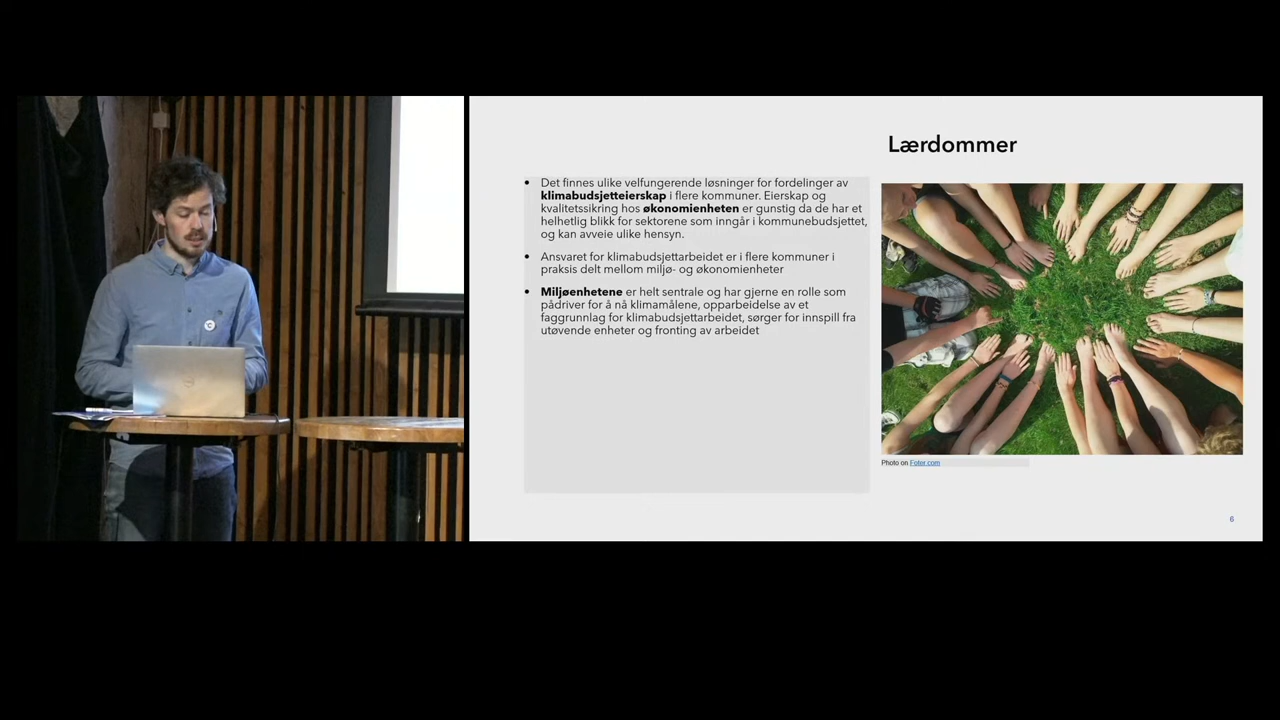 Lærdommer
• Det finnes ulike velfungerende løsninger for fordelinger av
klimabudsjetteierskap i flere kommuner. Eierskap og
kvalitetssikring hos økonomienheten er gunstig da de har et
helhetlig blikk for sektorene som inngår i kommunebudsjettet,
og kan avveie ulike hensyn.
• Ansvaret for klimabudsjettarbeidet er i flere kommuner i
praksis delt mellom miljø- og økonomienheter
• Miljøenhetene er helt sentrale og har gjerne en rolle som
pådriver for å nå klimamålene, opparbeidelse av et
faggrunnlag for klimabudsjettarbeidet, sørger for innspill fra
utøvende enheter og fronting av arbeidet
Photo on Foter.com
6